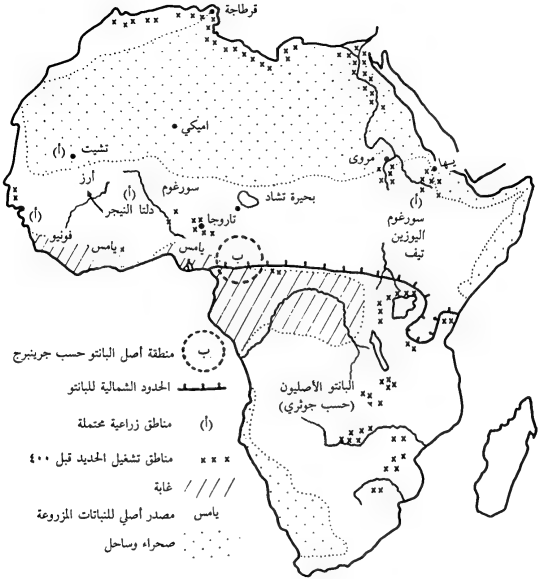 قرطاجة
اميكي
(أ)
تشيت
مروى
يـها
أرز
(أ)
سورغوم
بحيرة تشاد
(أ)
(أ)
دلتا النيجر
تاروجا
سورغوم
اليوزين
تيف
فونيو
يامس
يامس
ب
منطقة أصل البانتو حسب جرينبرج
ب
الحدود الشمالية للبانتو
البانتو الأصليون
(حسب جوثري)
مناطق زراعية محتملة
(أ)
مناطق تشغيل الحديد قبل ٤٠٠
x x x
غابة
مصدر أصلي للنباتات المزروعة
يامس
صحراء وساحل